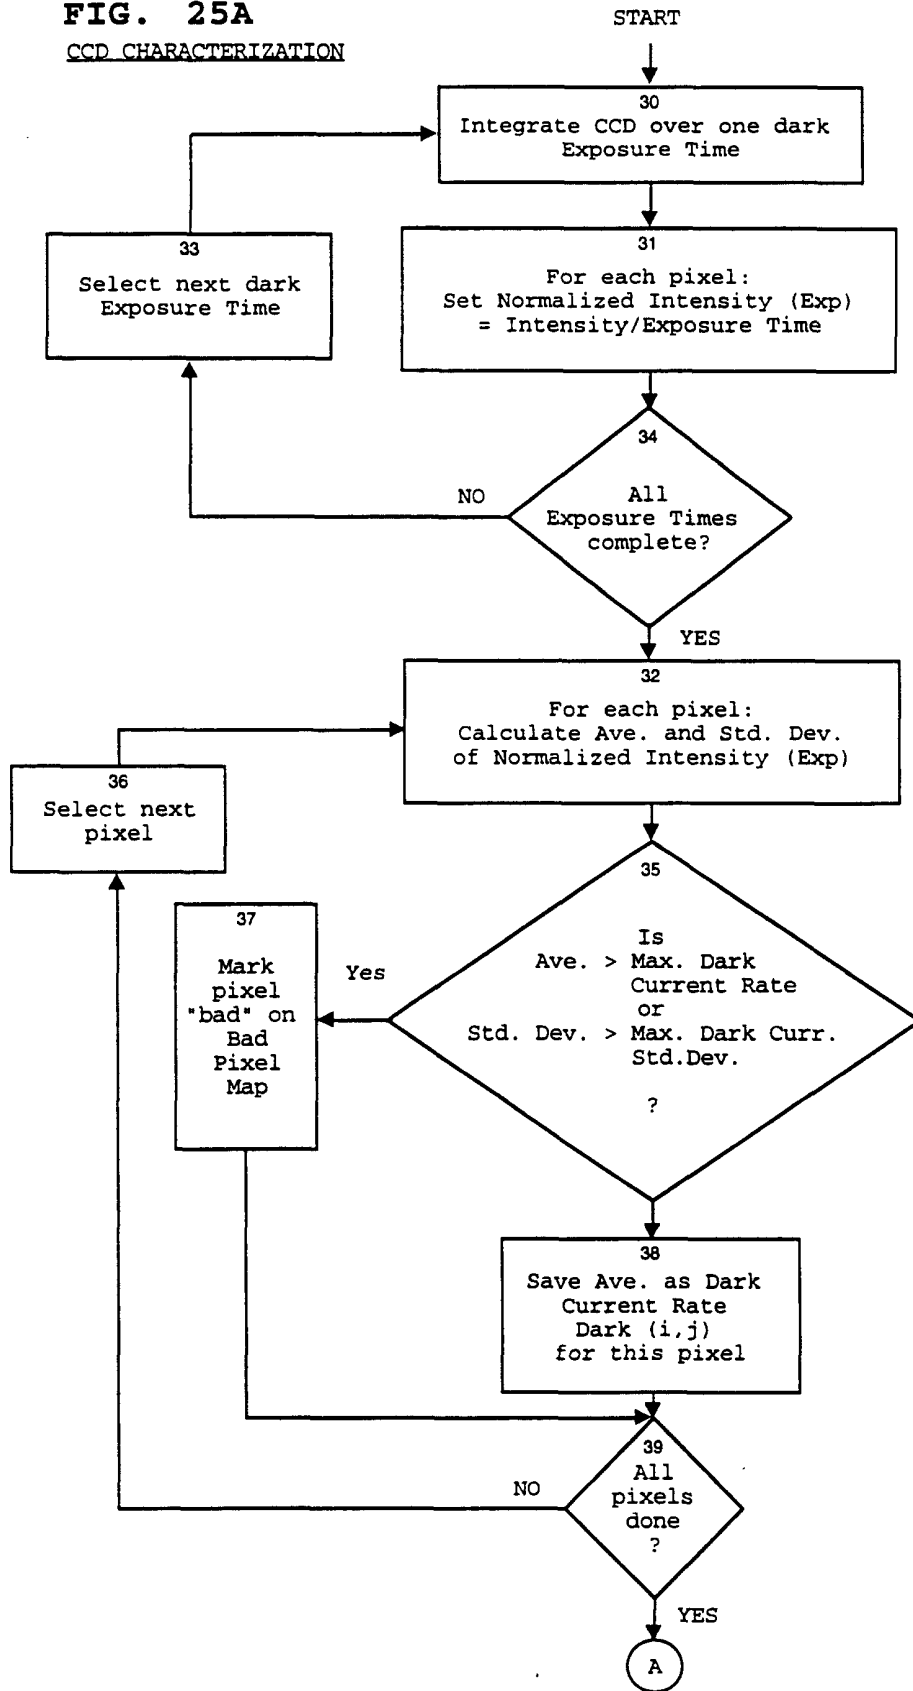 FIG. 25A
CCD CHARACTERIZATION
START
30
Integrate CCD over one dark
Exposure Time
33
Select next dark
Exposure Time
31
For each pixel:
Set Normalized Intensity (Exp)
= Intensity/Exposure Time
34
All
Exposure Times
complete?
NO
YES
32
For each pixel:
Calculate Ave. and Std. Dev.
of Normalized Intensity (Exp)
36
Select next
pixel
35
Is
Ave. > Max. Dark
Current Rate
or
Std. Dev. > Max. Dark Curr.
Std.Dev.
?
Yes
37
Mark
pixel
"bad" on
Bad
Pixel
Map
38
Save Ave. as Dark
Current Rate
Dark (i,j)
for this pixel
39
All
pixels
done
?
NO
YES
A